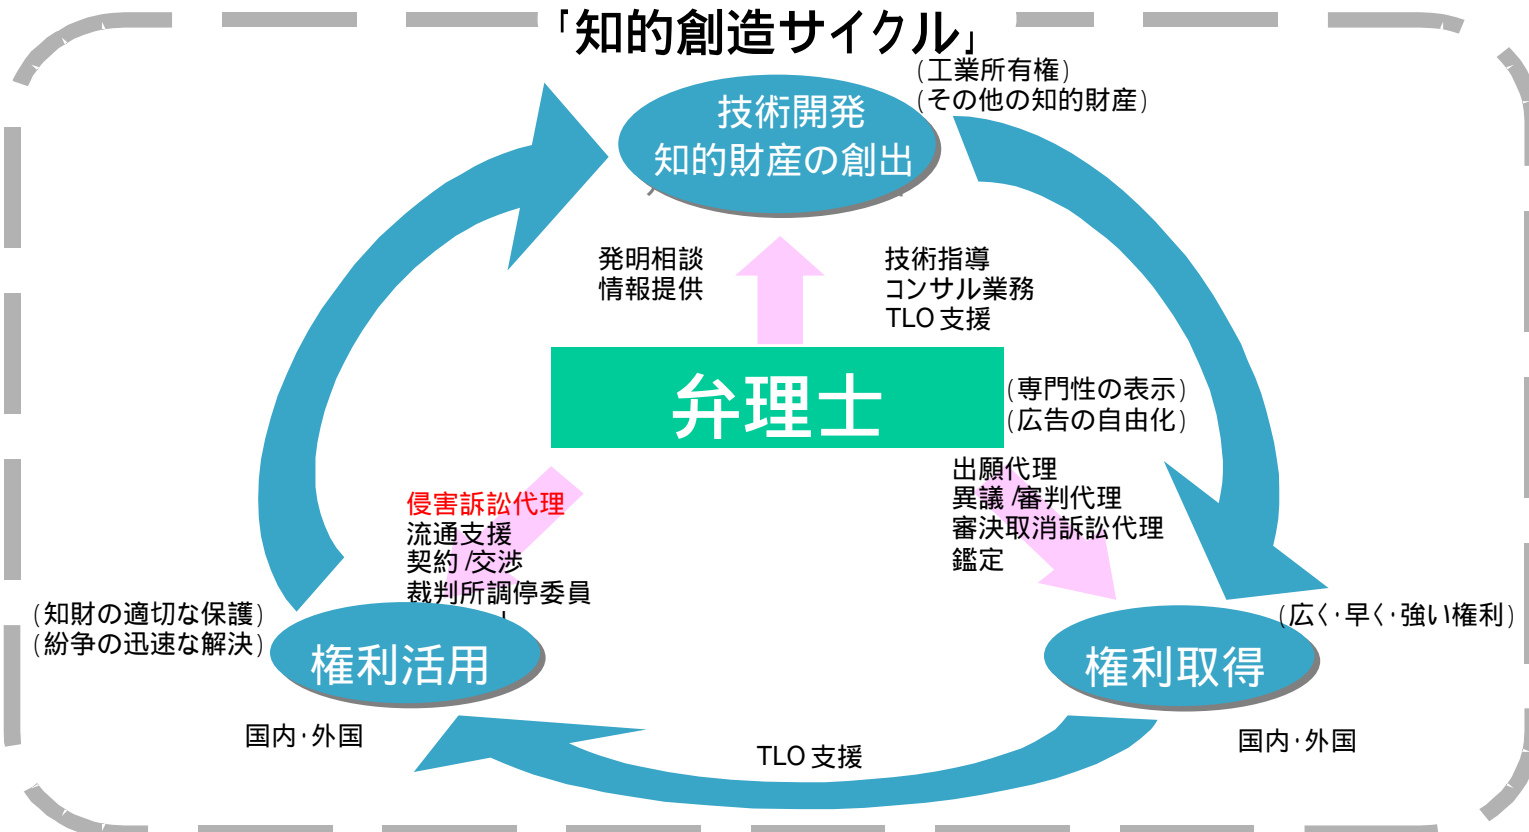 「知的創造サイクル」
(工業所有権)
(その他の知的財産)
技術開発
知的財産の創出
発明相談
情報提供
技術指導
コンサル業務
TLO支援
弁理士
(専門性の表示)
(広告の自由化)
出願代理
異議/審判代理
審決取消訴訟代理
鑑定
侵害訴訟代理
流通支援
契約/交渉
裁判所調停委員
(知財の適切な保護)
(紛争の迅速な解決)
権利活用
国内・外国
(広く・早く・強い権利)
権利取得
国内・外国
TLO支援